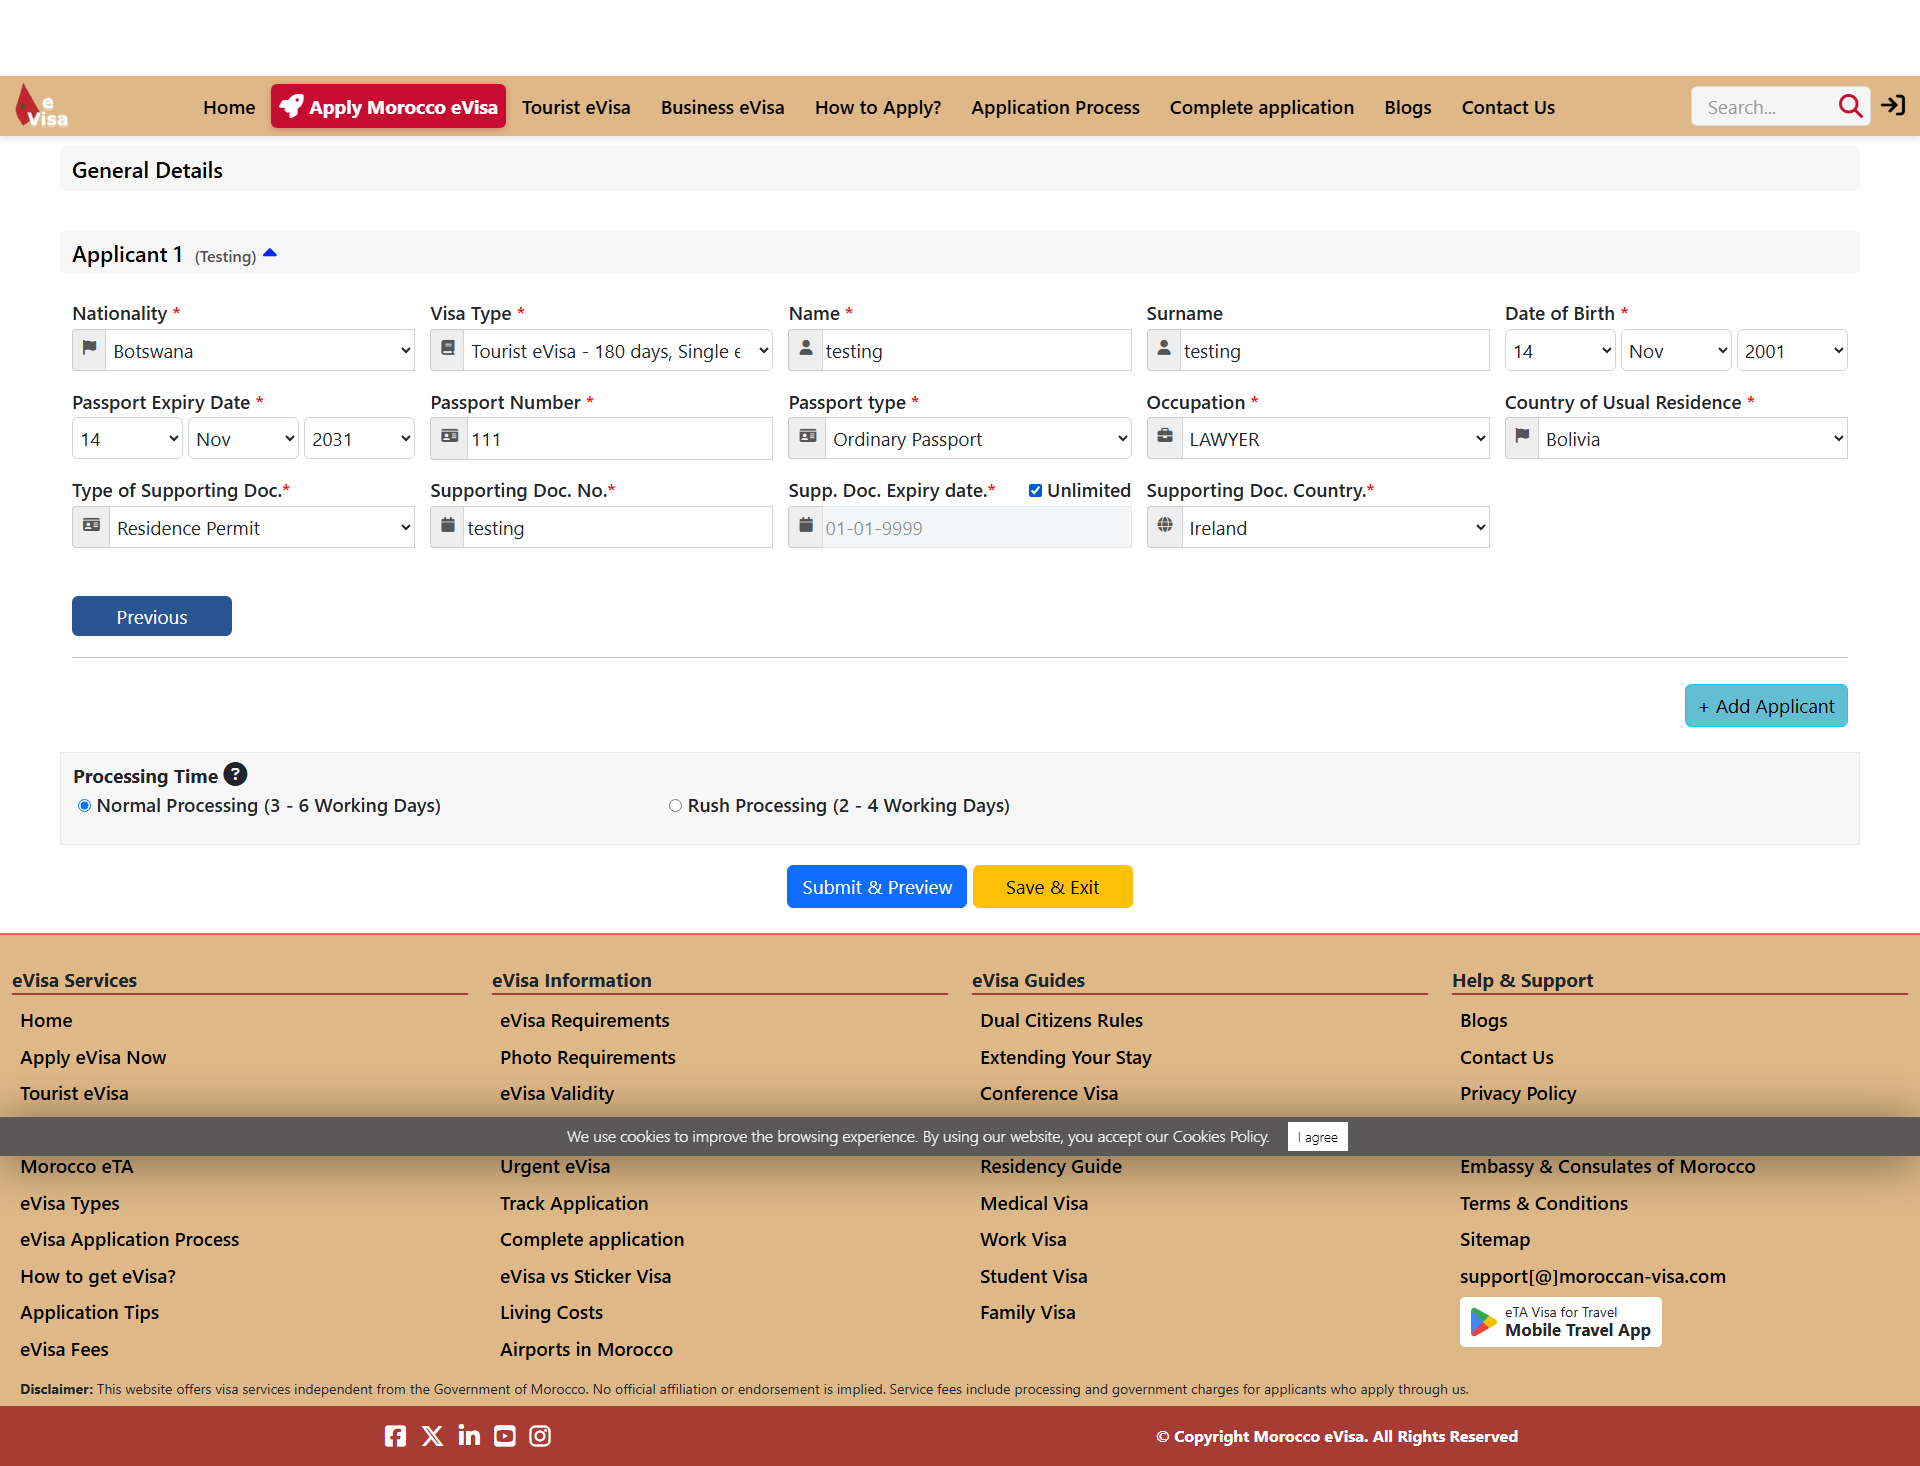 e
Visa
Home
Apply Morocco eVisa
Tourist eVisa
Business eVisa
How to Apply?
Application Process
Complete application
Blogs
Contact Us
Search...
General Details
Applicant 1 (Testing)
Nationality *
Visa Type *
Name *
Surname
Date of Birth *
Botswana
Tourist eVisa - 180 days, Single e
testing
testing
14
Nov
2001
Passport Expiry Date *
Passport Number *
Passport type *
Occupation *
Country of Usual Residence *
14
Nov
2031
111
Ordinary Passport
LAWYER
Bolivia
Type of Supporting Doc.*
Supporting Doc. No.*
Supp. Doc. Expiry date.*
Unlimited
Supporting Doc. Country.*
Residence Permit
testing
01-01-9999
Ireland
Previous
+ Add Applicant
Processing Time ?
Normal Processing (3 - 6 Working Days)
Rush Processing (2 - 4 Working Days)
Submit & Preview
Save & Exit
eVisa Services
Home
Apply eVisa Now
Tourist eVisa
Morocco eTA
eVisa Types
eVisa Application Process
How to get eVisa?
Application Tips
eVisa Fees
eVisa Information
eVisa Requirements
Photo Requirements
eVisa Validity
Urgent eVisa
Track Application
Complete application
eVisa vs Sticker Visa
Living Costs
Airports in Morocco
eVisa Guides
Dual Citizens Rules
Extending Your Stay
Conference Visa
Residency Guide
Medical Visa
Work Visa
Student Visa
Family Visa
Help & Support
Blogs
Contact Us
Privacy Policy
Embassy & Consulates of Morocco
Terms & Conditions
Sitemap
support[@]moroccan-visa.com
eTA Visa for Travel
Mobile Travel App
We use cookies to improve the browsing experience. By using our website, you accept our Cookies Policy.
I agree
Disclaimer: This website offers visa services independent from the Government of Morocco. No official affiliation or endorsement is implied. Service fees include processing and government charges for applicants who apply through us.
© Copyright Morocco eVisa. All Rights Reserved